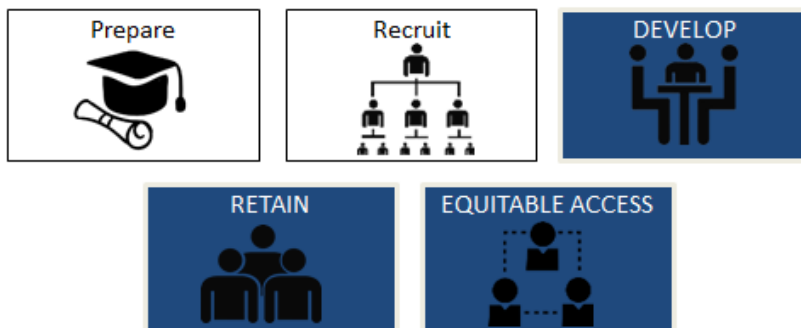 Prepare
Recruit
DEVELOP
RETAIN
EQUITABLE ACCESS